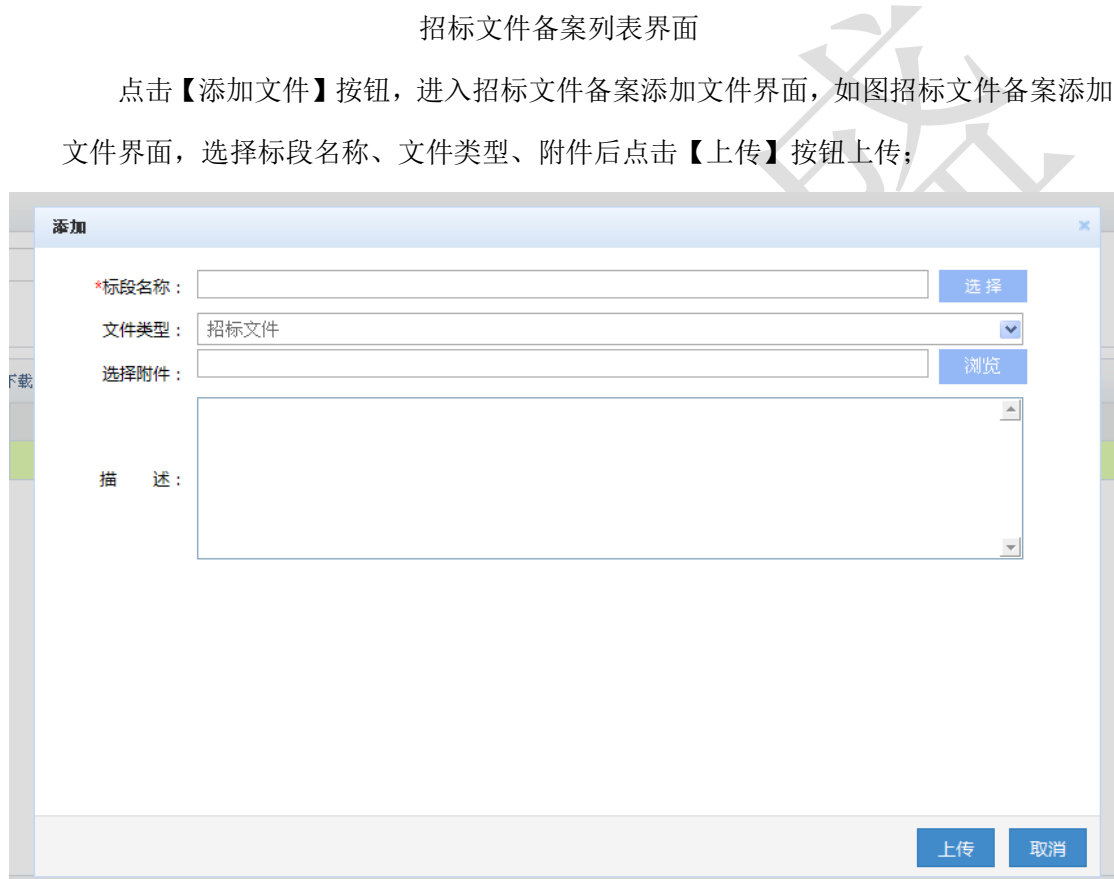 招标文件备案列表界面
点击【添加文件】按钮，进入招标文件备案添加文件界面，如图招标文件备案添加
文件界面，选择标段名称、文件类型、附件后点击【上传】按钮上传；
添加
*标段名称： 选 择
文件类型： 招标文件
下载
选择附件： 浏览
描 述：
上传 取消